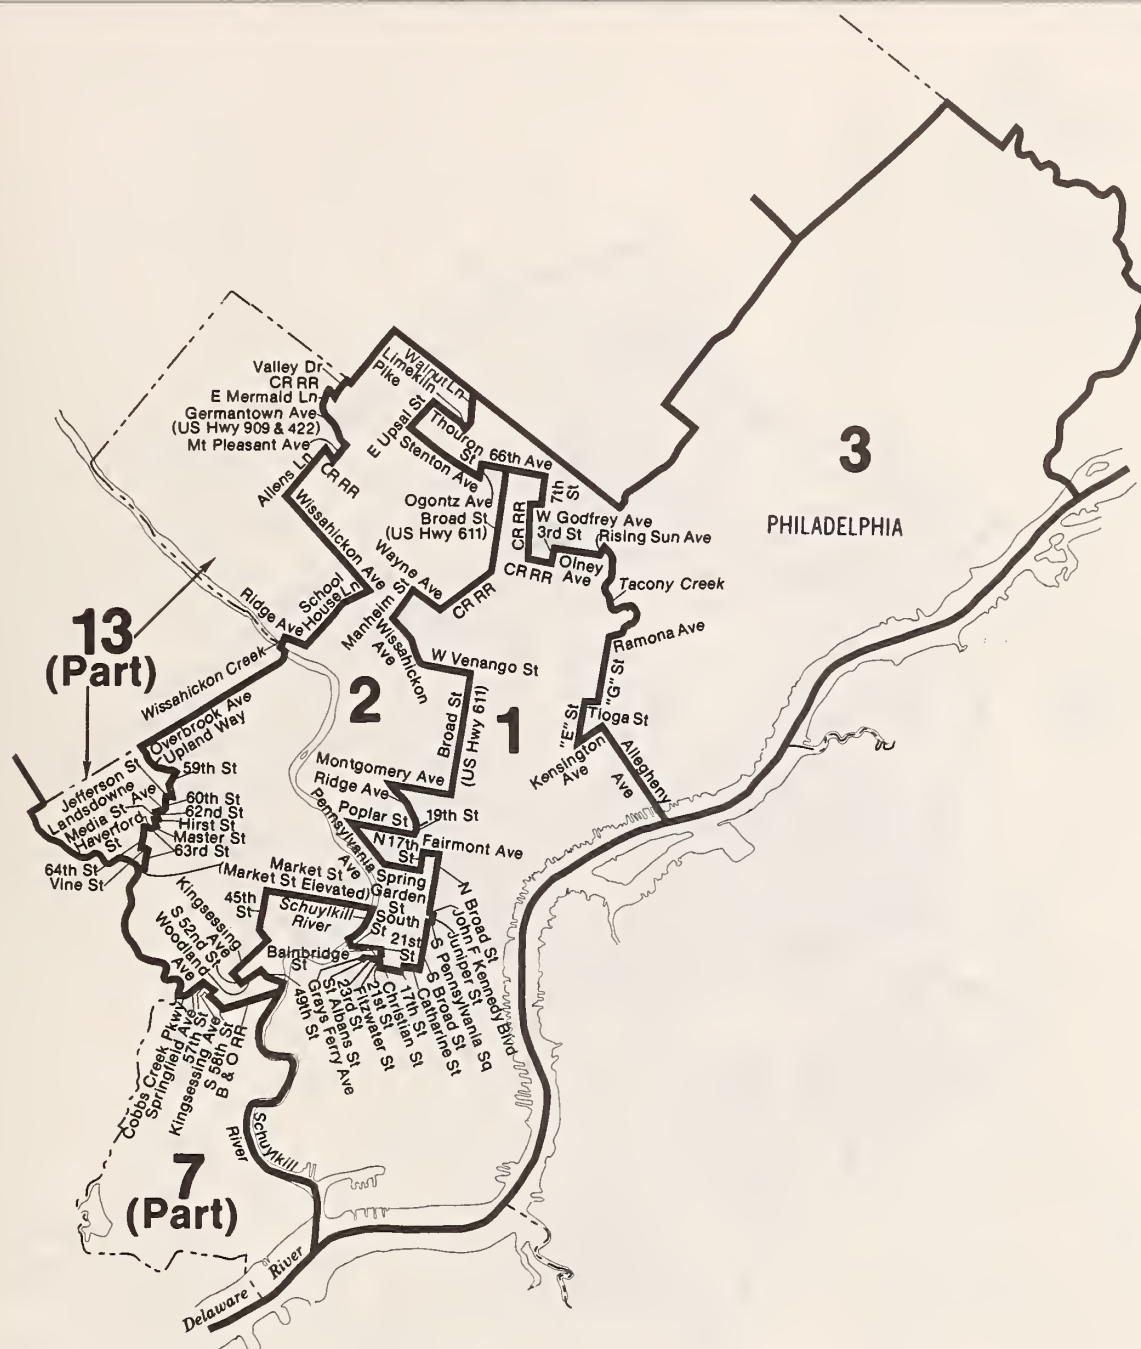 Valley Dr
CR RR
E Mermaid Ln
Germantown Ave
(US Hwy 909 & 422)
Mt Pleasant Ave
Allens Ln
CR RR
Walnut Ln
Limekiln
Pike
E Upsal St
Thouron
St
Stenton Ave
66th Ave
7th
St
Ogontz Ave
Broad St
(US Hwy 611)
CR RR
W Godfrey Ave
3rd St
Rising Sun Ave
CR RR
Olney
Ave
Tacony Creek
Ramona Ave
3
PHILADELPHIA
Wissahickon Ave
Wayne Ave
CR RR
School
House Ln
Ridge Ave
Manheim St
Wissahickon
Ave
W Venango St
13
(Part)
Wissahickon Creek
2
Broad St
(US Hwy 611)
1
"G" St
Tioga St
"E" St
Kensington
Ave
Allegheny
Ave
Overbrook Ave
Upland Way
59th St
Jefferson St
Landsdowne
Ave
Media St
Haverford
St
60th St
62nd St
Hirst St
Master St
63rd St
64th St
Vine St
Montgomery Ave
Ridge Ave
Poplar St
19th St
Pennsylvania
Ave
N 17th
St
Fairmont Ave
Market St
(Market St Elevated)
Spring
Garden
St
45th
St
Schuylkill
River
South
St
21st
St
Kingsessing
Ave
S 52nd St
Woodland
Ave
Bainbridge
St
N Broad St
John F Kennedy Blvd
Juniper St
S Pennsylvania Sq
S Broad St
Catharine St
17th St
Christian St
21st St
Fitzwater St
23rd St
St Albans St
Grays Ferry Ave
49th St
Cobbs Creek Pkwy
Springfield Ave
57th St
Kingsessing Ave
S 58th St
B & O RR
Schuylkill
River
7
(Part)
Delaware River